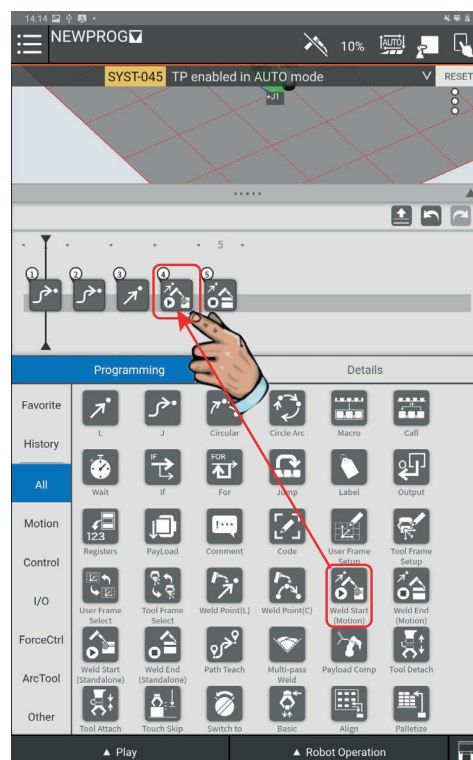 14:14
NEWPROG
10%
AUTO
SYST-045 TP enabled in AUTO mode
RESET
+J1
5
1
2
3
4
5
Programming
Details
Favorite
History
All
Motion
Control
I/O
ForceCtrl
ArcTool
Other
L
J
Circular
Circle Arc
Macro
Call
IF
FOR
Wait
If
For
Jump
Label
Output
123
Registers
PayLoad
Comment
Code
User Frame Setup
Tool Frame Setup
User Frame Select
Tool Frame Select
Weld Point(L)
Weld Point(C)
Weld Start (Motion)
Weld End (Motion)
Weld Start (Standalone)
Weld End (Standalone)
Path Teach
Multi-pass Weld
Payload Comp
Tool Detach
Tool Attach
Touch Skip
Switch to
Basic
Align
Palletize
Play
Robot Operation